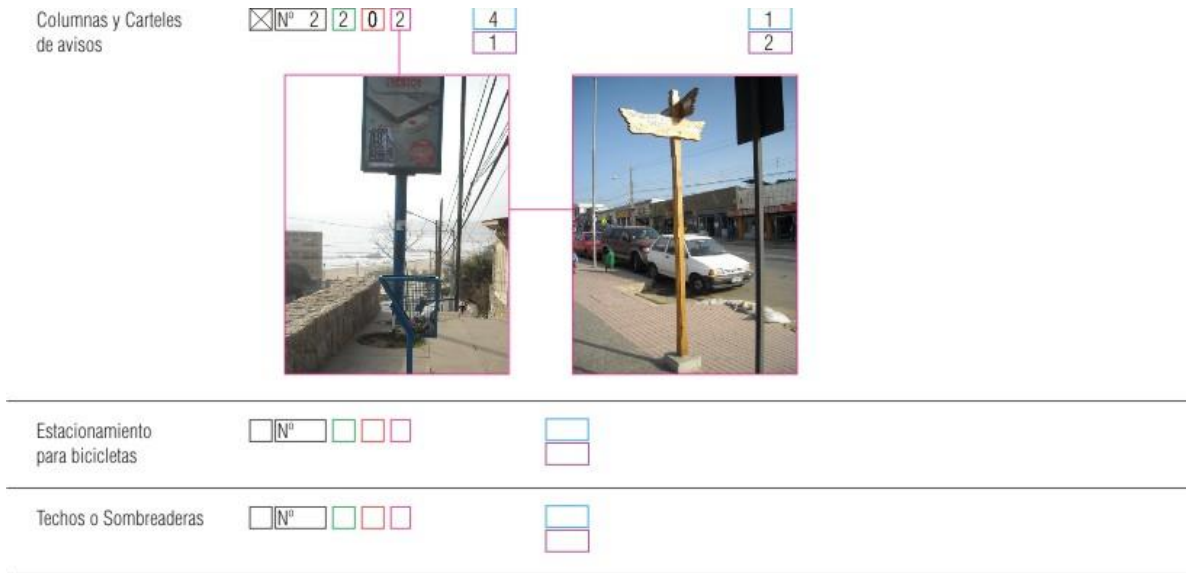 Columnas y Carteles
de avisos
Nº 2 2 0 2
4
1
1
2
Estacionamiento
para bicicletas
Nº
Techos o Sombreaderas
Nº